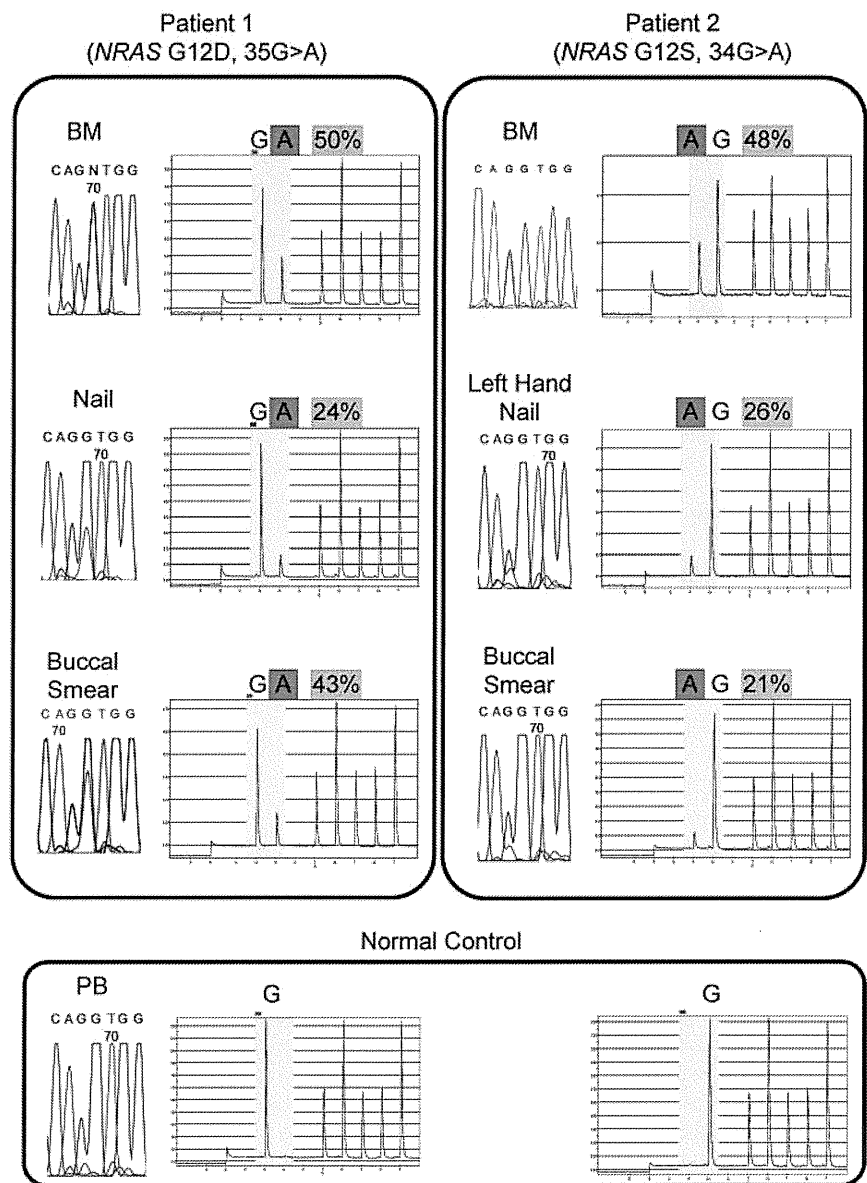 Patient 1
(NRAS G12D, 35G>A)
BM
CAGNTGG
70
G A 50%
Nail
CAGGTGG
70
G A 24%
Buccal
Smear
CAGGTGG
70
G A 43%
Patient 2
(NRAS G12S, 34G>A)
BM
CAGGTGG
A G 48%
Left Hand
Nail
CAGGTGG
70
A G 26%
Buccal
Smear
CAGGTGG
70
A G 21%
Normal Control
PB
CAGGTGG
70
G
G